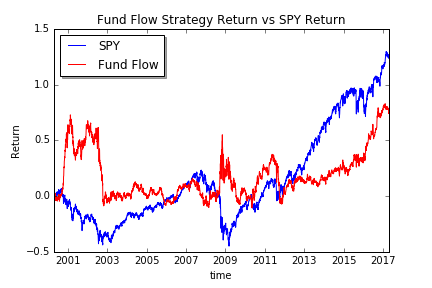 Fund Flow Strategy Return vs SPY Return
1.5
SPY
Fund Flow
1.0
0.5
0.0
−0.5
Return
2001 2003 2005 2007 2009 2011 2013 2015 2017
time